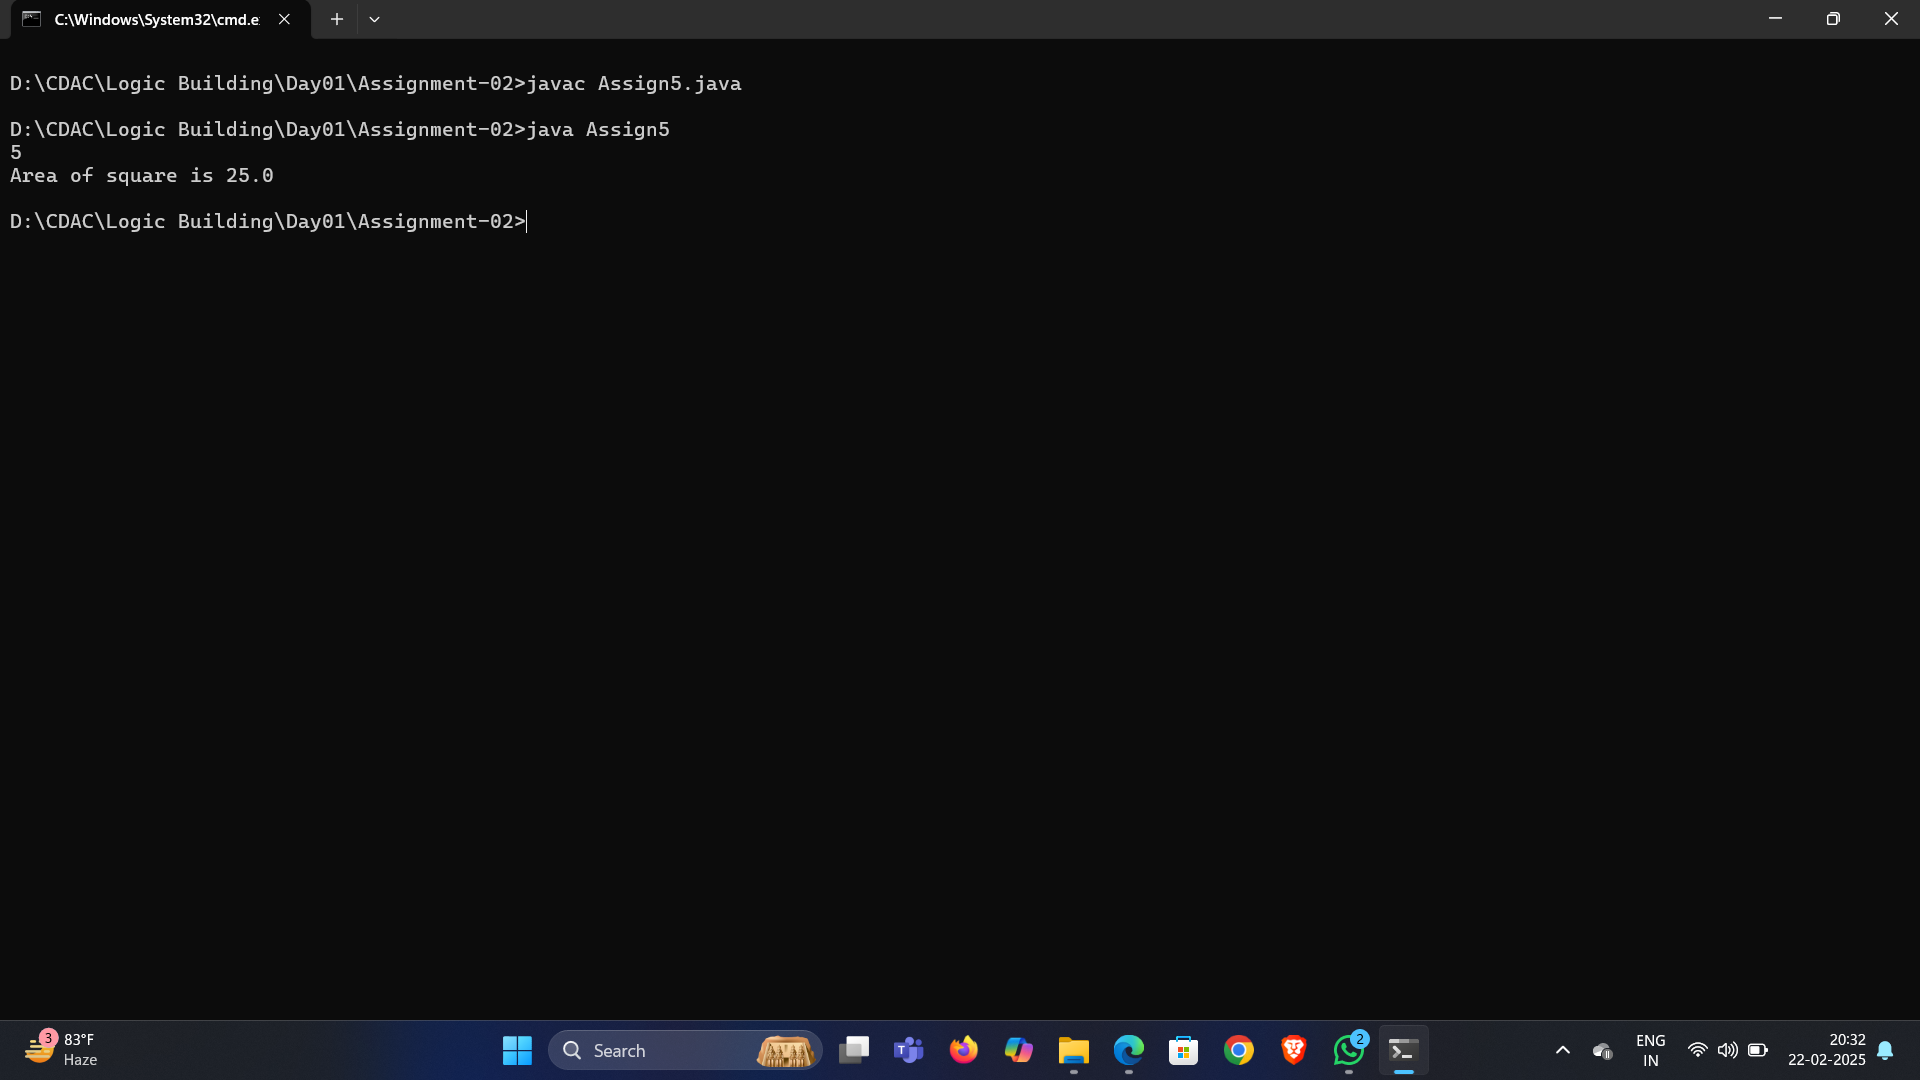 C:\Windows\System32\cmd.e
D:\CDAC\Logic Building\Day01\Assignment-02>javac Assign5.java
D:\CDAC\Logic Building\Day01\Assignment-02>java Assign5
5
Area of square is 25.0
D:\CDAC\Logic Building\Day01\Assignment-02>
3
83°F
Haze
Search
T
2
ENG
IN
20:32
22-02-2025